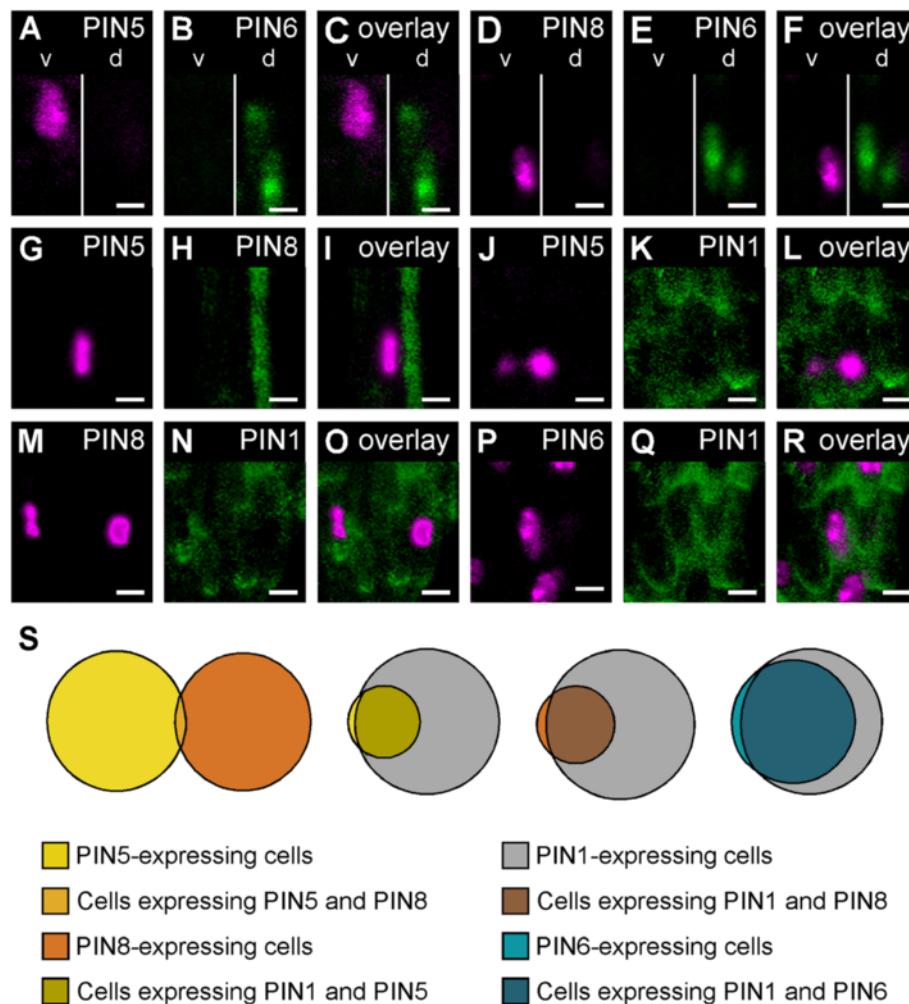 A PIN5 B PIN6 C overlay D PIN8 E PIN6 F overlay
v d d v d d v d
G PIN5 H PIN8 I overlay J PIN5 K PIN1 L overlay
M PIN8 N PIN1 O overlay P PIN6 Q PIN1 R overlay
S
PIN5-expressing cells
Cells expressing PIN5 and PIN8
PIN8-expressing cells
Cells expressing PIN1 and PIN5
PIN1-expressing cells
Cells expressing PIN1 and PIN8
PIN6-expressing cells
Cells expressing PIN1 and PIN6